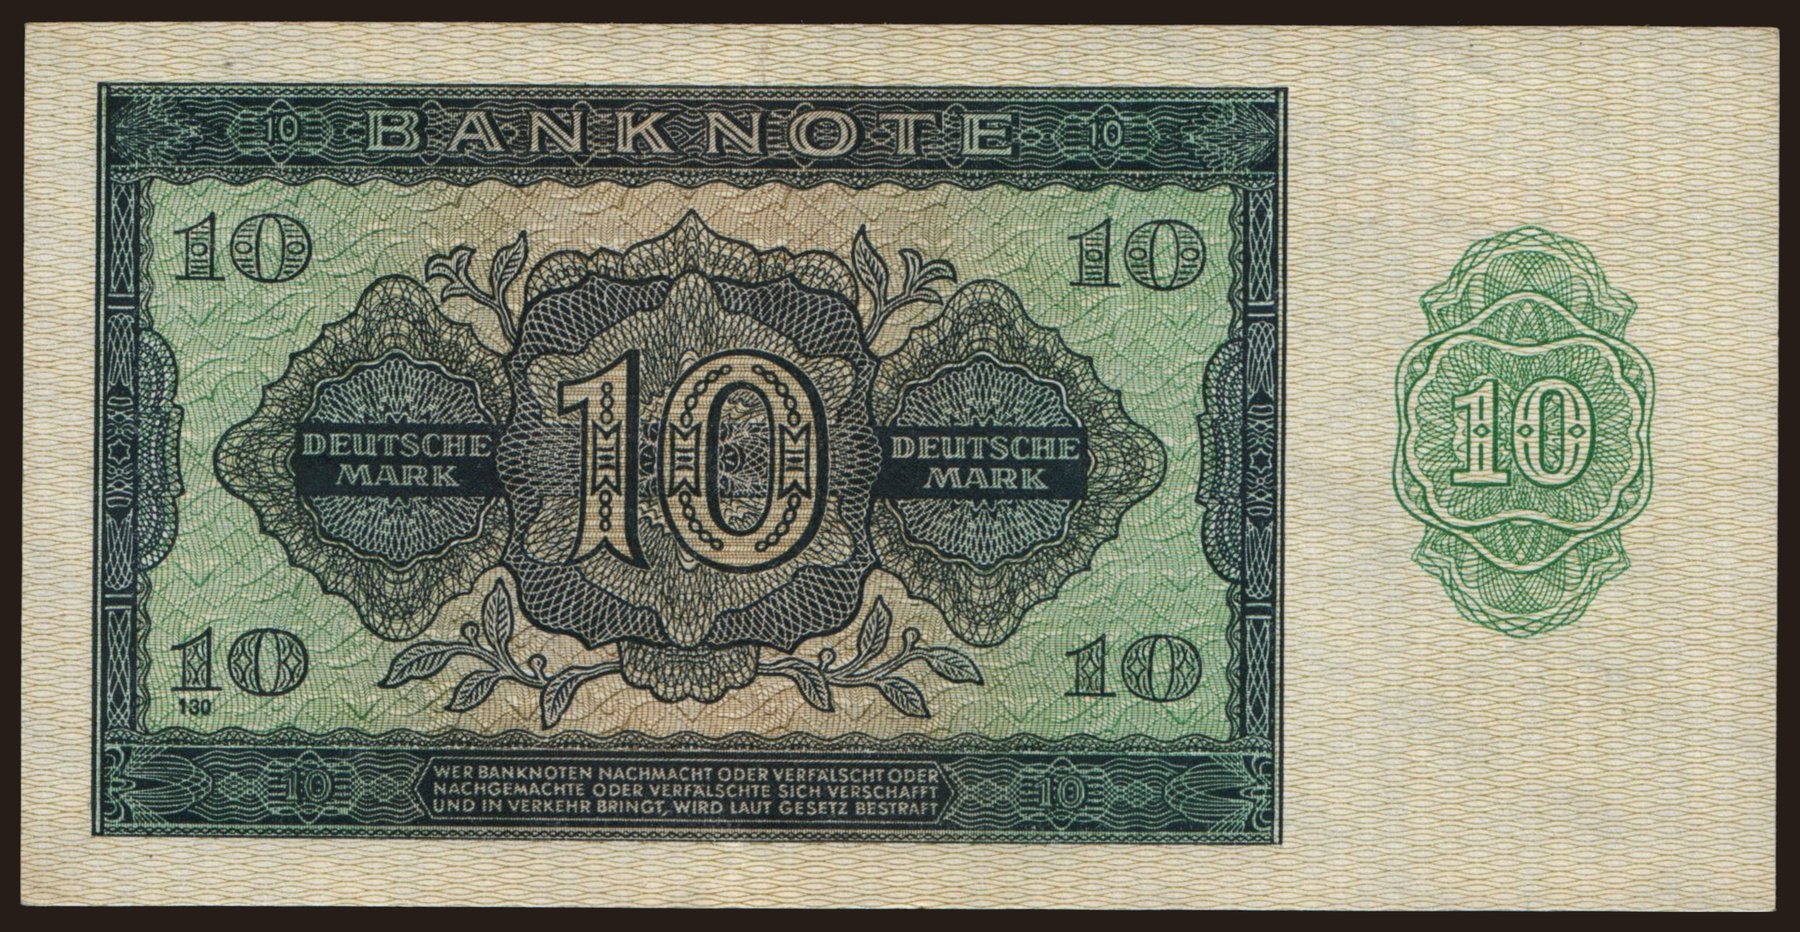 10 BANKNOTE 10
10 10
DEUTSCHE MARK 10 DEUTSCHE MARK 10
10 10
130
10 10
WER BANKNOTEN NACHMACHT ODER VERFÄLSCHT ODER
NACHGEMACHTE ODER VERFÄLSCHTE SICH VERSCHAFFT
UND IN VERKEHR BRINGT, WIRD LAUT GESETZ BESTRAFT